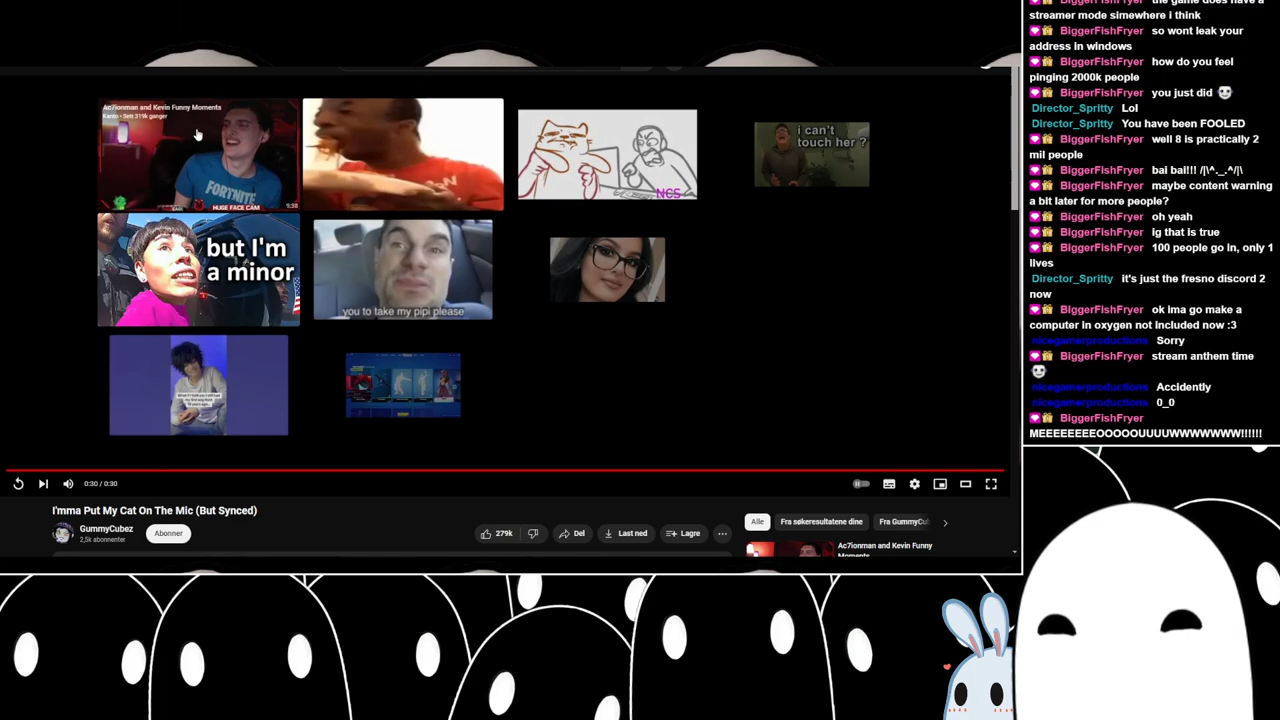 Ac7ionman and Kevin Funny Moments
Sett 319k ganger
FORTNITE
HUGE FACE CAM
9:38
NCS
i can't
touch her ?
but I'm
a minor
you to take my pipi please
0:30 / 0:30
I'mma Put My Cat On The Mic (But Synced)
GummyCubez
2,5k abonnenter
Abonner
279k
Del
Last ned
Lagre
Alle
Fra søkeresultatene dine
Fra GummyCub
Ac7ionman and Kevin Funny
Moments
BiggerFishFryer the game does have a
streamer mode simewhere i think
BiggerFishFryer so wont leak your
address in windows
BiggerFishFryer how do you feel
pinging 2000k people
BiggerFishFryer you just did
Director_Spritty Lol
Director_Spritty You have been FOOLED
BiggerFishFryer well 8 is practically 2
mil people
BiggerFishFryer bai bai!!! /|\^._.^/|\
BiggerFishFryer maybe content warning
a bit later for more people?
BiggerFishFryer oh yeah
BiggerFishFryer ig that is true
BiggerFishFryer 100 people go in, only 1
lives
Director_Spritty it's just the fresno discord 2
now
BiggerFishFryer ok Ima go make a
computer in oxygen not included now :3
nicegamerproductions Sorry
BiggerFishFryer stream anthem time
nicegamerproductions Accidently
nicegamerproductions 0_0
BiggerFishFryer
MEEEEEEEEOOOOOUUUUWWWWWWW!!!!!!